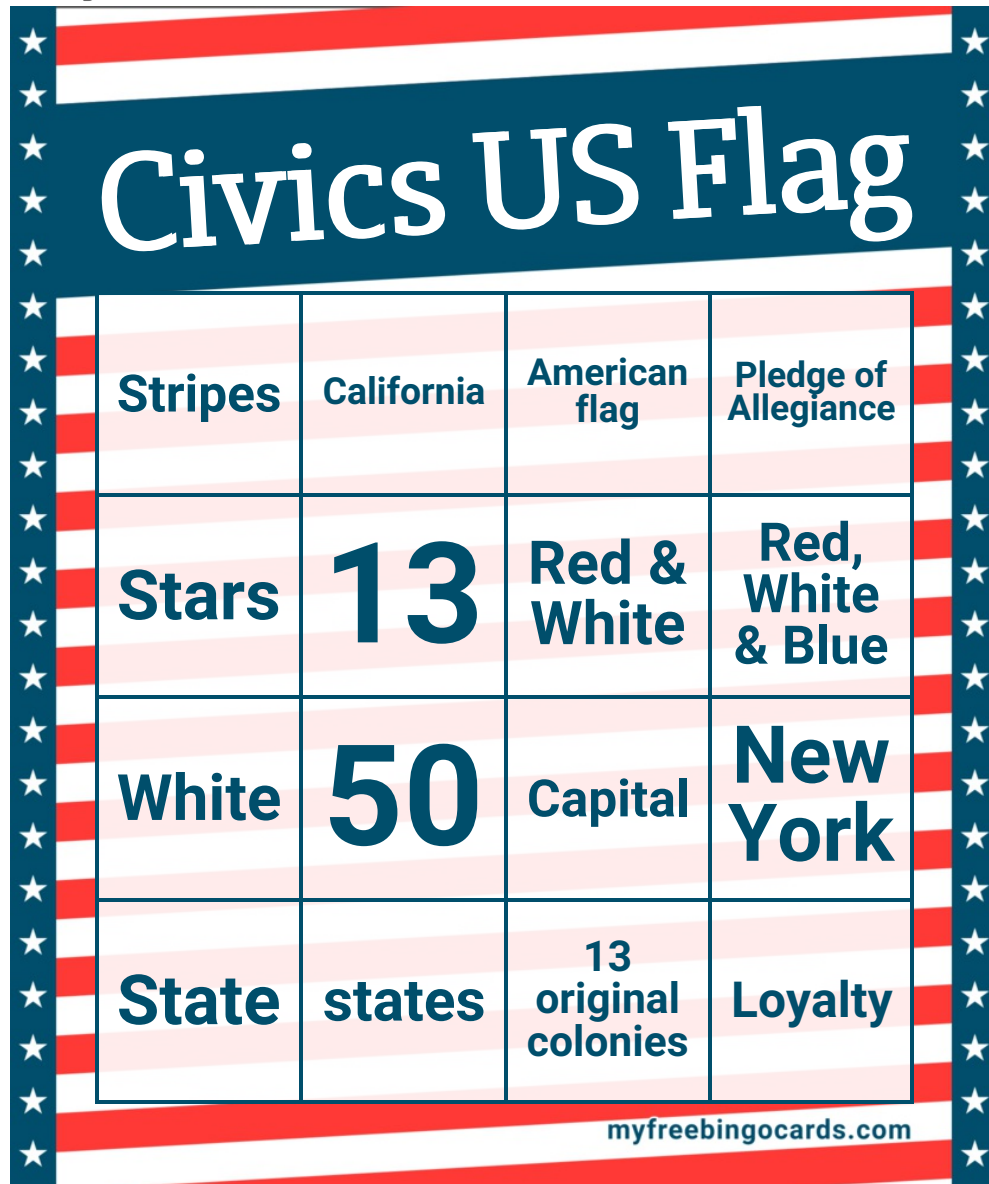 Civics US Flag
Stripes
California
American
flag
Pledge of
Allegiance
Stars
13
Red &
White
Red,
White
& Blue
White
50
Capital
New
York
State
states
13
original
colonies
Loyalty
myfreebingocards.com